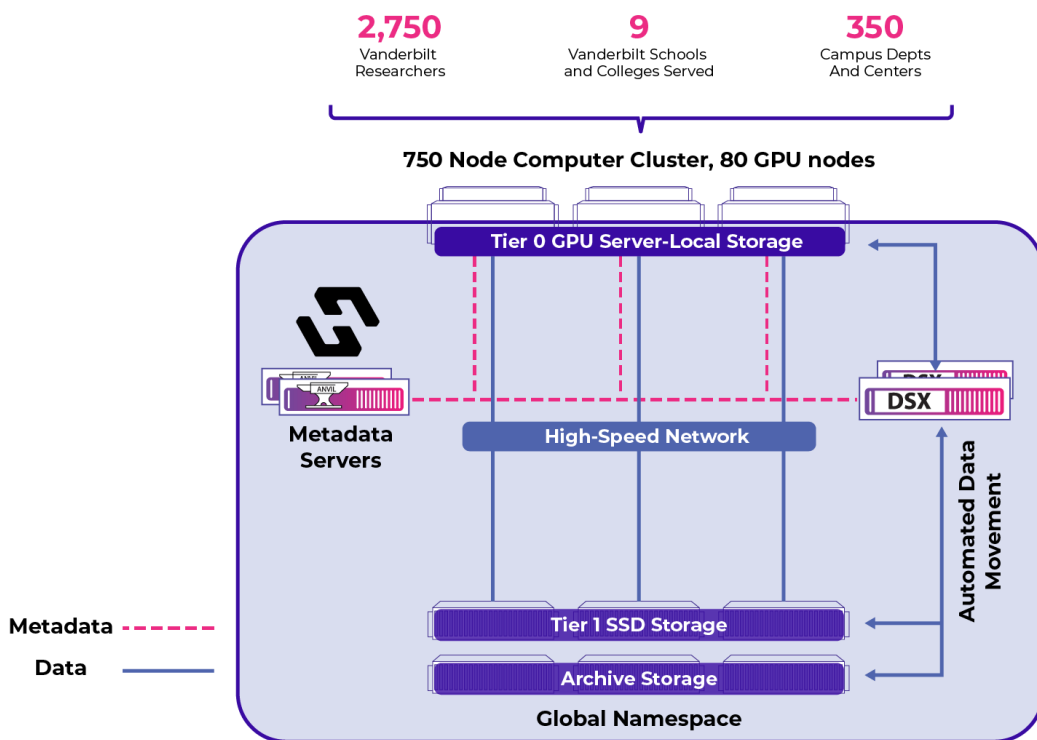 2,750
Vanderbilt
Researchers
9
Vanderbilt Schools
and Colleges Served
350
Campus Depts
And Centers
750 Node Computer Cluster, 80 GPU nodes
Tier 0 GPU Server-Local Storage
ANVIL
ANVIL
DSX
DSX
Metadata
Servers
High-Speed Network
Automated Data
Movement
Tier 1 SSD Storage
Metadata
Data
Archive Storage
Global Namespace